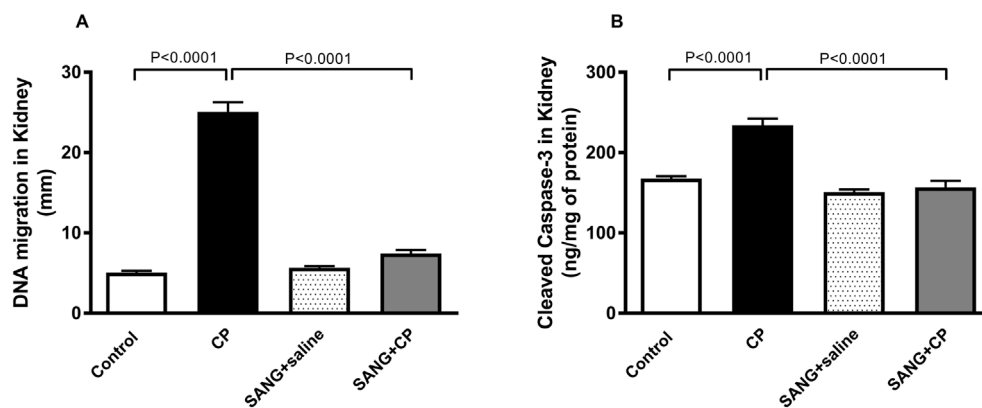 A
P<0.0001
P<0.0001
DNA migration in Kidney
(mm)
30
20
10
0
Control
CP
SANG+saline
SANG+CP
B
P<0.0001
P<0.0001
Cleaved Caspase-3 in Kidney
(ng/mg of protein)
300
200
100
0
Control
CP
SANG+saline
SANG+CP